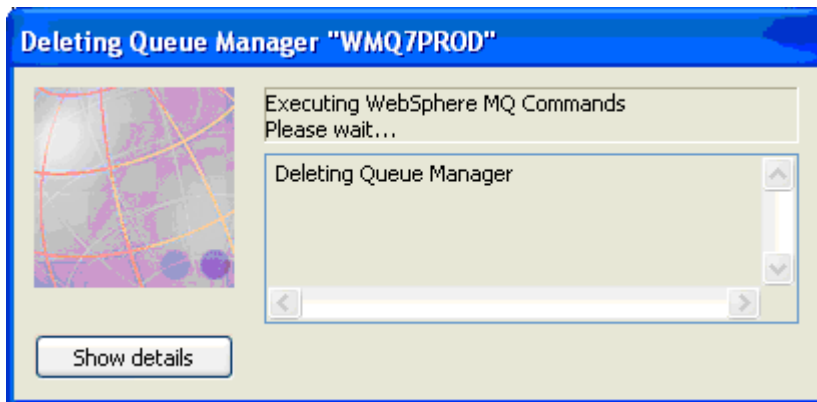 Deleting Queue Manager "WMQ7PROD"
Executing WebSphere MQ Commands
Please wait...
Deleting Queue Manager
Show details